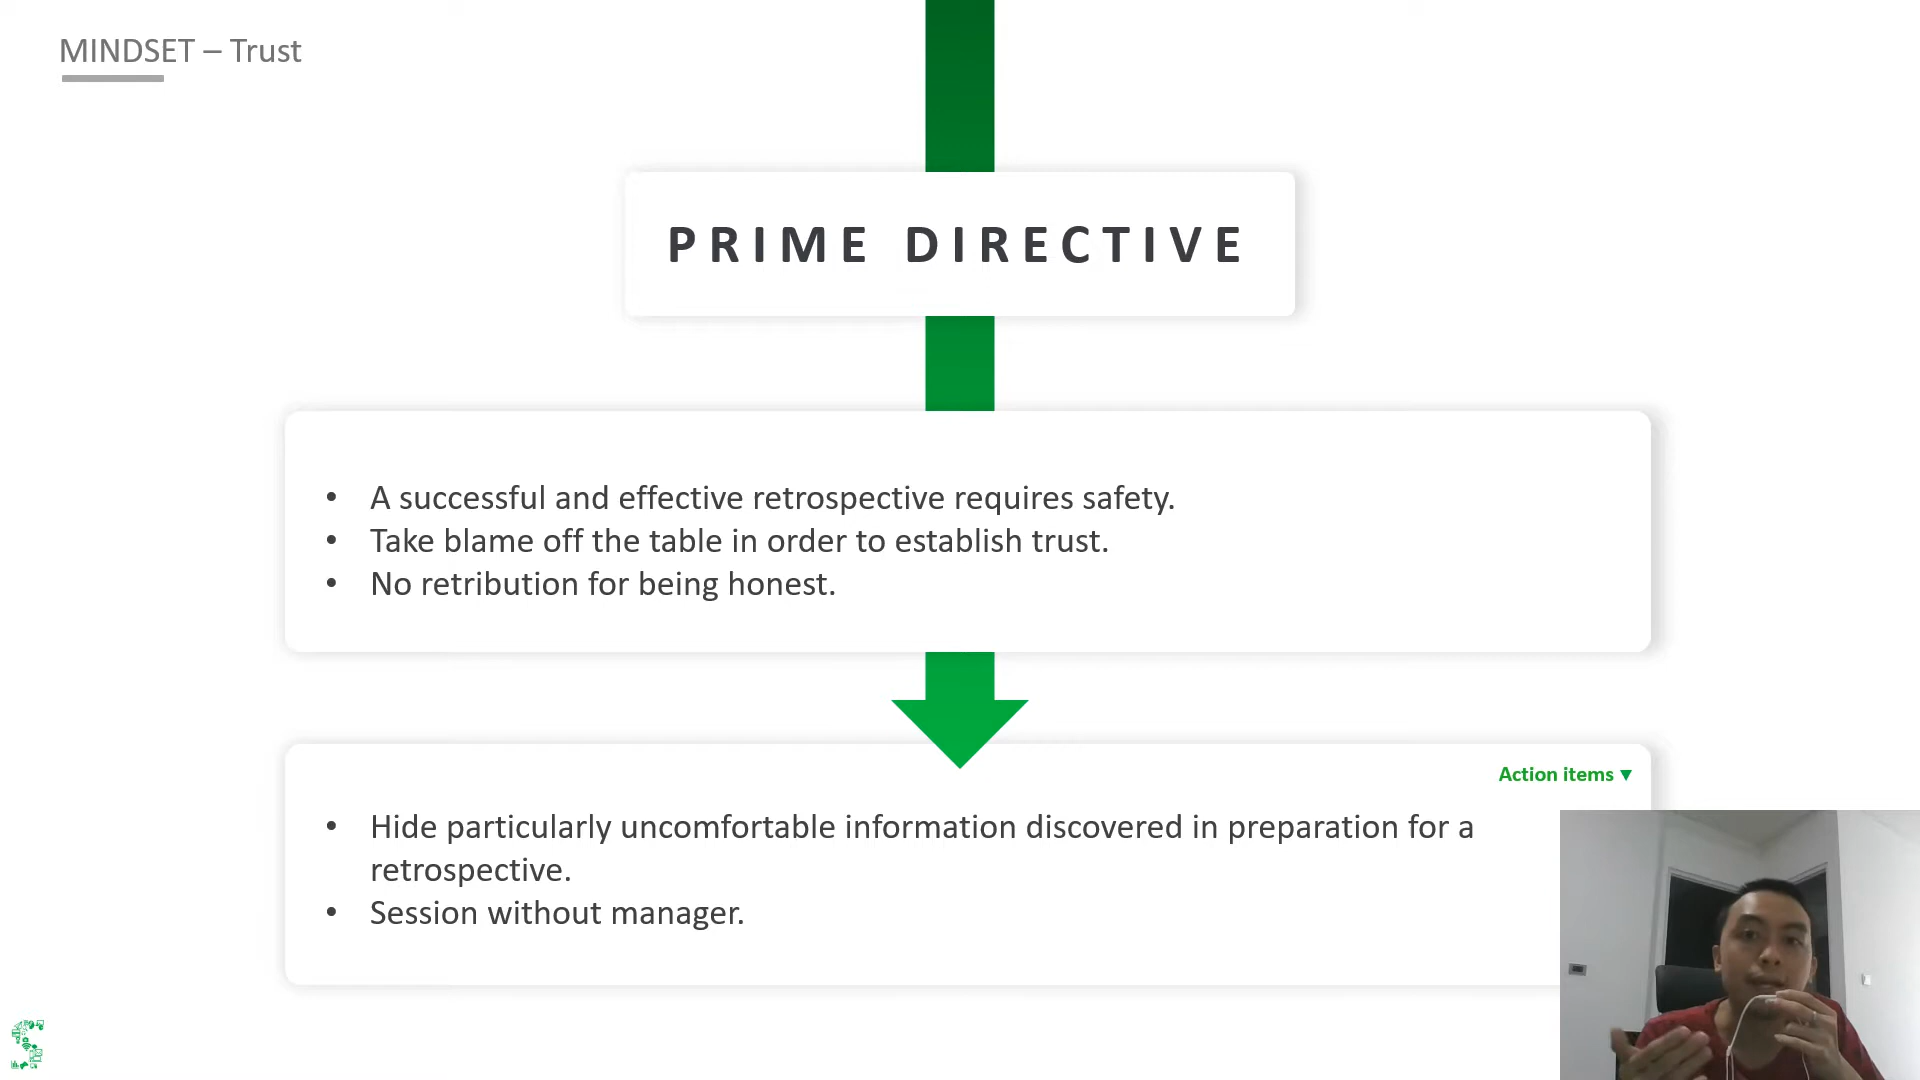 MINDSET – Trust
PRIME DIRECTIVE
• A successful and effective retrospective requires safety.
• Take blame off the table in order to establish trust.
• No retribution for being honest.
Action items ▼
• Hide particularly uncomfortable information discovered in preparation for a
retrospective.
• Session without manager.